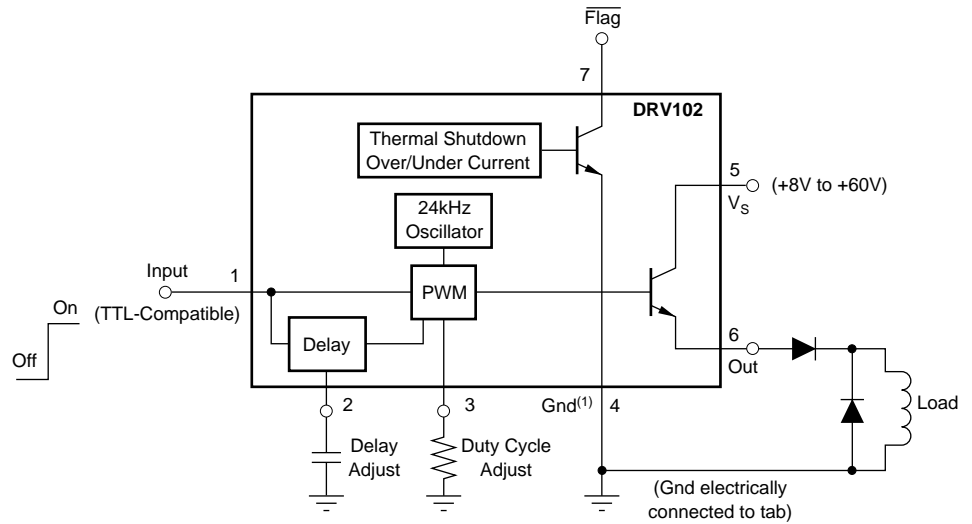 Flag
7
DRV102
Thermal Shutdown
Over/Under Current
5
(+8V to +60V)
VS
24kHz
Oscillator
Input
1
PWM
On
(TTL-Compatible)
6
Out
Off
Delay
Load
2
3
Gnd(1)
4
Delay
Adjust
Duty Cycle
Adjust
(Gnd electrically
connected to tab)